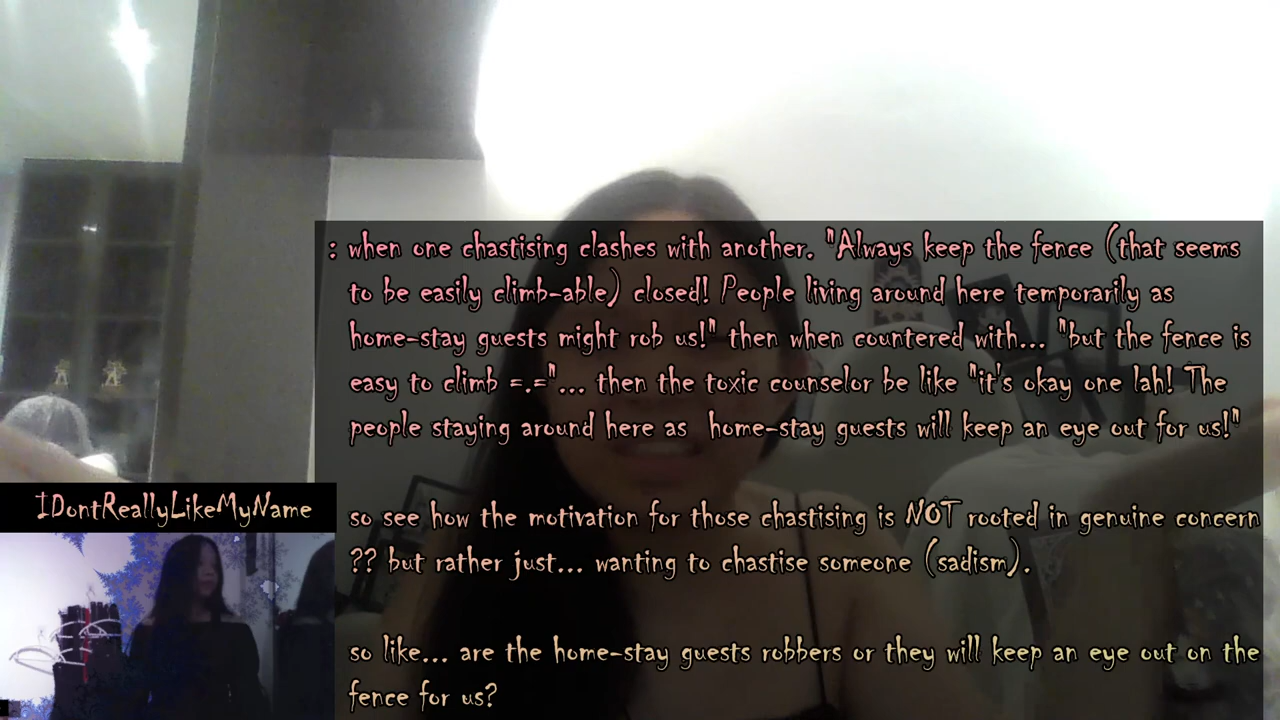 : when one chastising clashes with another. "Always keep the fence (that seems
to be easily climb-able) closed! People living around here temporarily as
home-stay guests might rob us!" then when countered with... "but the fence is
easy to climb =.="... then the toxic counselor be like "it's okay one lah! The
people staying around here as home-stay guests will keep an eye out for us!"
IDontReallyLikeMyName
so see how the motivation for those chastising is NOT rooted in genuine concern
?? but rather just... wanting to chastise someone (sadism).
so like... are the home-stay guests robbers or they will keep an eye out on the
fence for us?